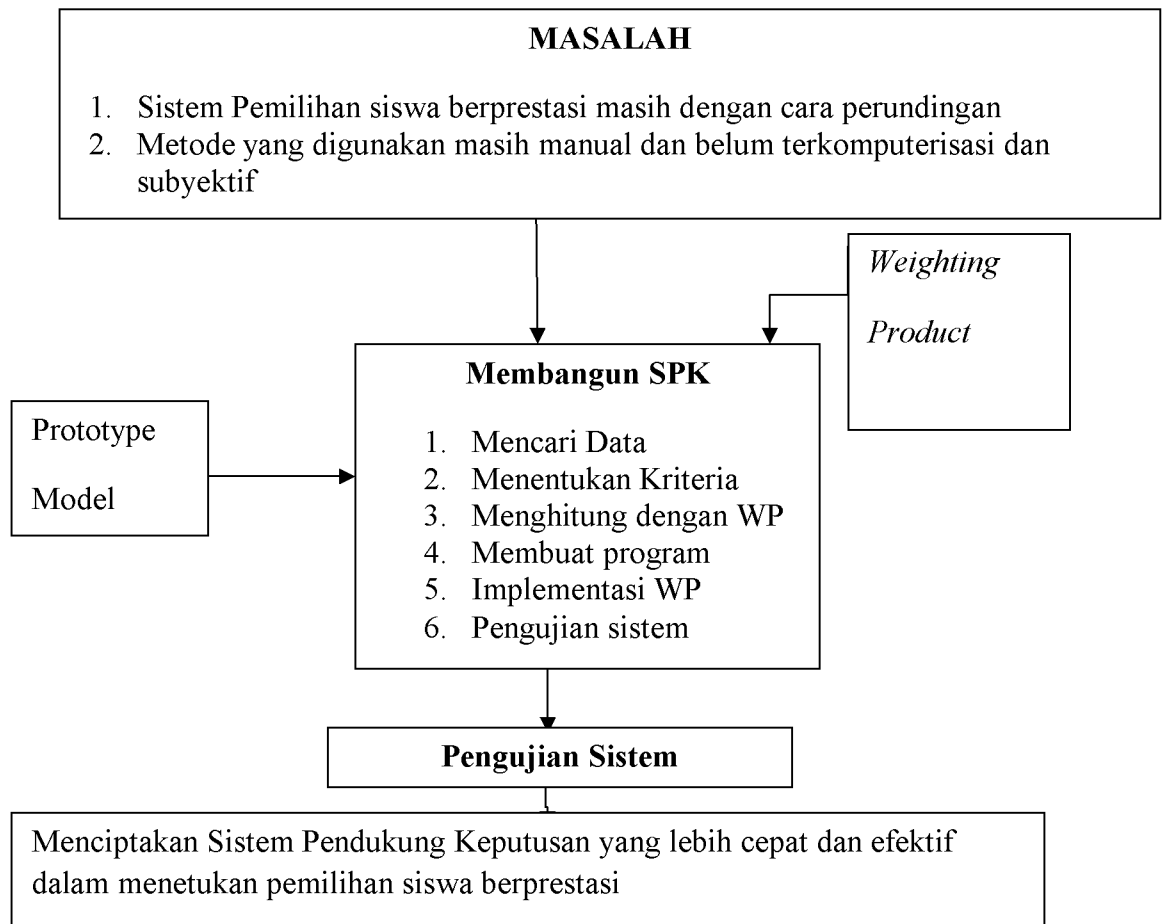 MASALAH
1. Sistem Pemilihan siswa berprestasi masih dengan cara perundingan
2. Metode yang digunakan masih manual dan belum terkomputerisasi dan
subyektif
Weighting
Product
Prototype
Model
Membangun SPK
1. Mencari Data
2. Menentukan Kriteria
3. Menghitung dengan WP
4. Membuat program
5. Implementasi WP
6. Pengujian sistem
Pengujian Sistem
Menciptakan Sistem Pendukung Keputusan yang lebih cepat dan efektif
dalam menetukan pemilihan siswa berprestasi